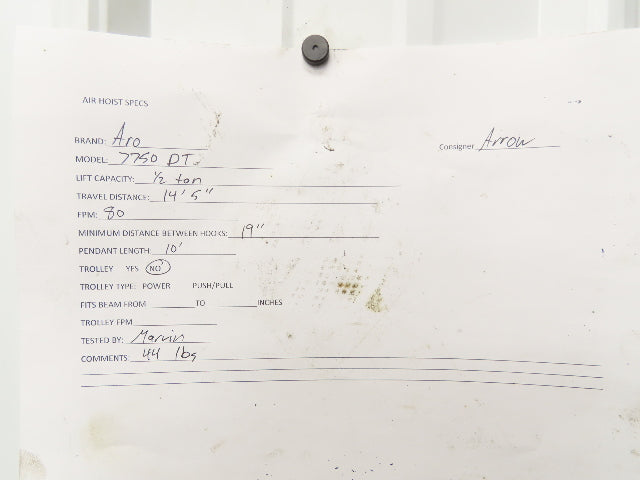 AIR HOIST SPECS
BRAND: Aro
Consigner Arrow
MODEL: 7750 DT
LIFT CAPACITY: 1/2 ton
TRAVEL DISTANCE: 14' 5"
FPM: 80
MINIMUM DISTANCE BETWEEN HOOKS: 19"
PENDANT LENGTH: 10'
TROLLEY YES NO
TROLLEY TYPE: POWER PUSH/PULL
FITS BEAM FROM ________ TO ________ INCHES
TROLLEY FPM
TESTED BY: Marvin
COMMENTS: 44 lbs